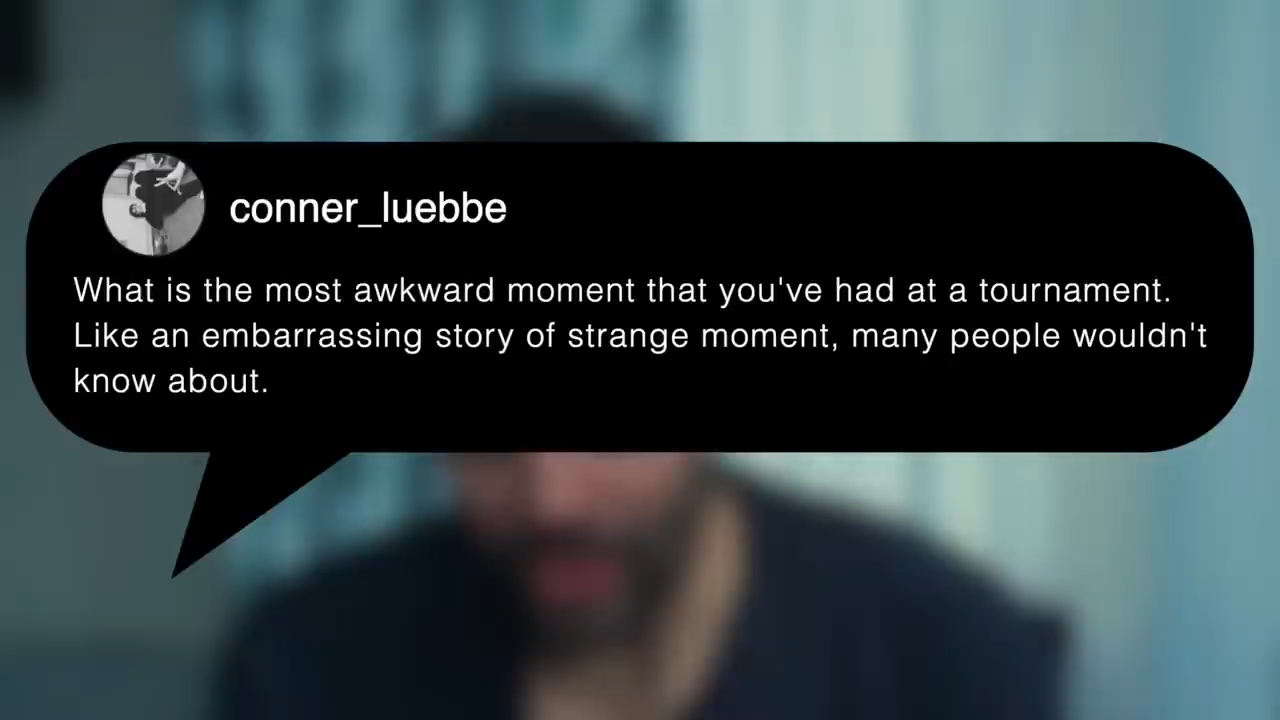 conner_luebbe
What is the most awkward moment that you've had at a tournament.
Like an embarrassing story of strange moment, many people wouldn't
know about.